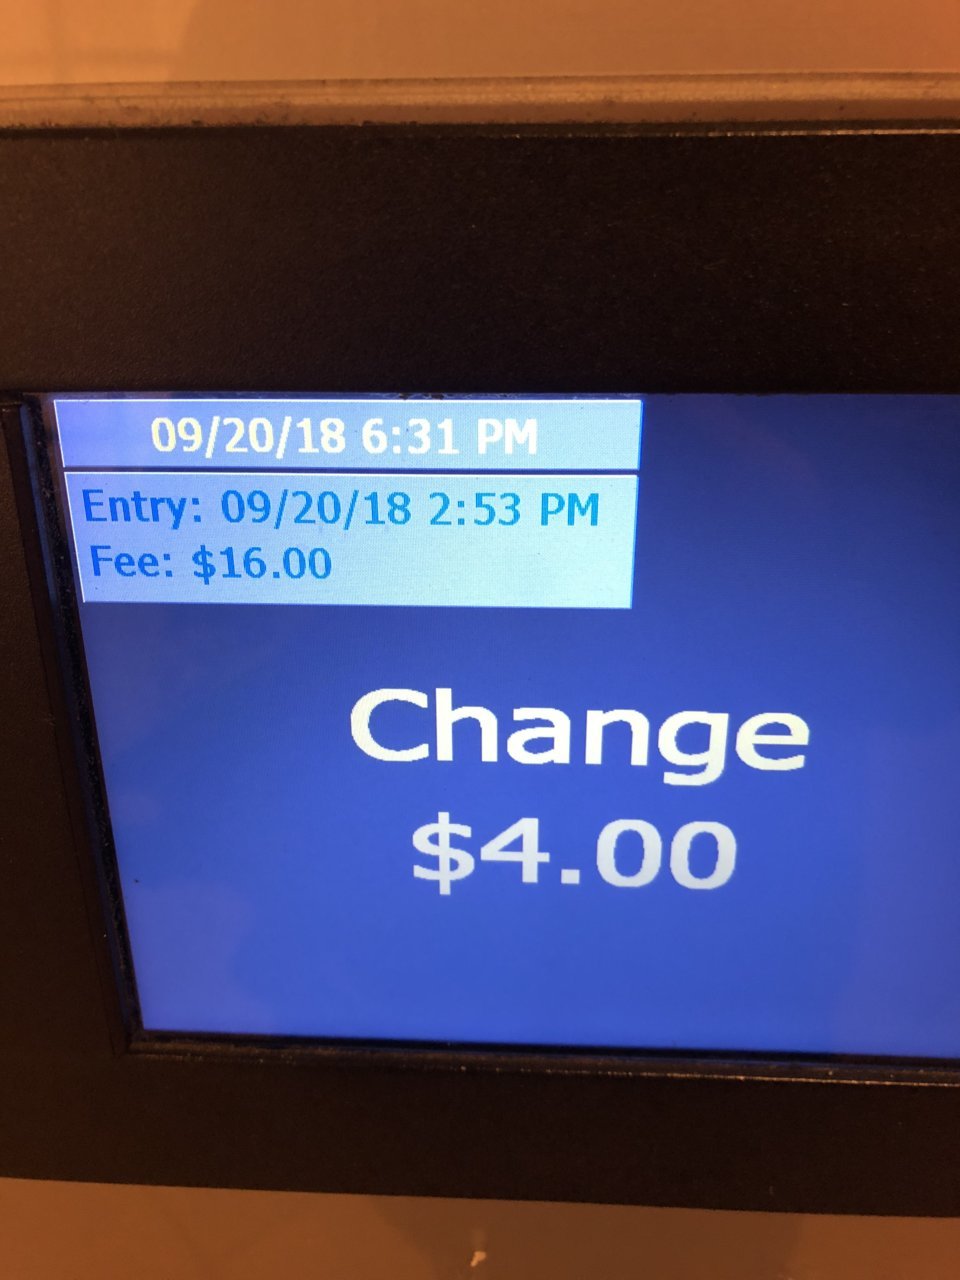 09/20/18 6:31 PM
Entry: 09/20/18 2:53 PM
Fee: $16.00
Change
$4.00